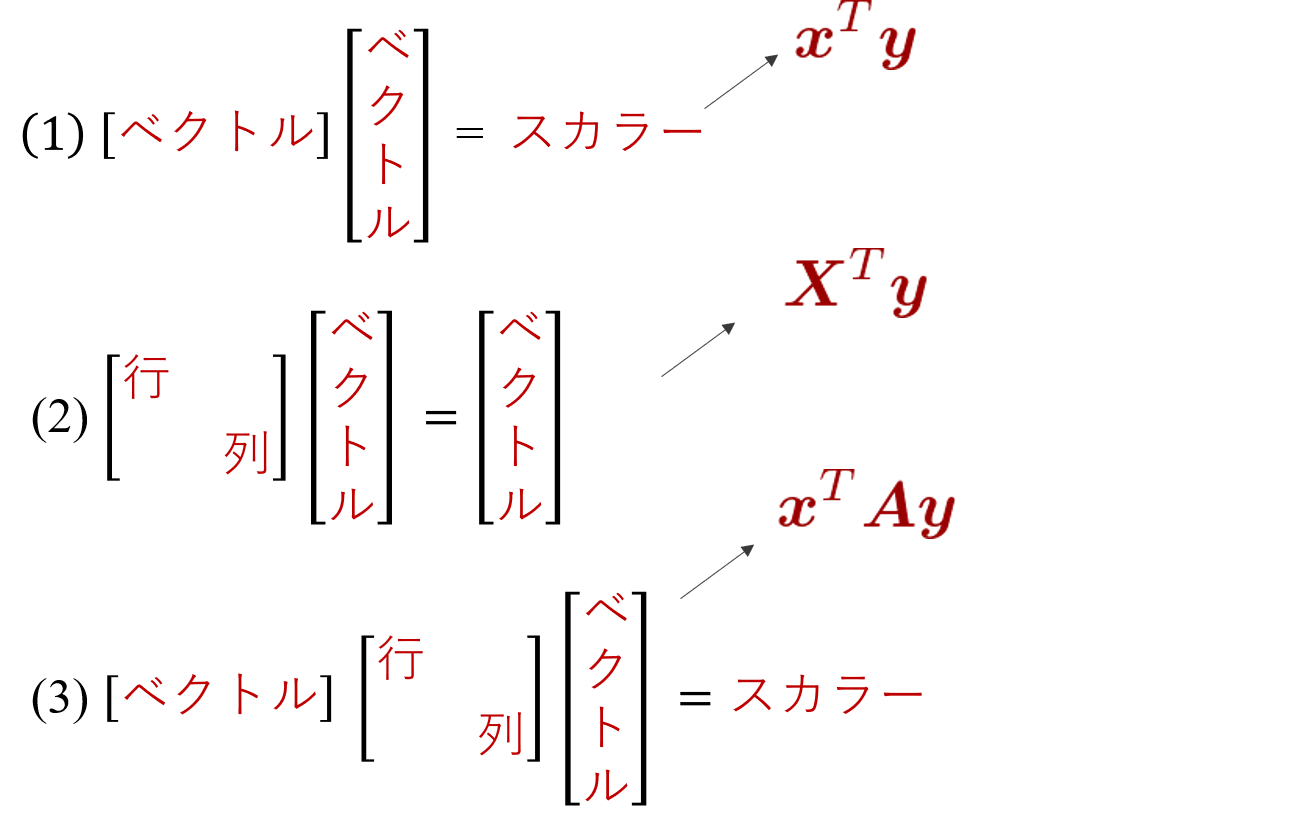 x^T y
(1) [ベクトル] [ベクトル] = スカラー
X^T y
(2) [行列] [ベクトル] = [ベクトル]
x^T Ay
(3) [ベクトル] [行列] [ベクトル] = スカラー